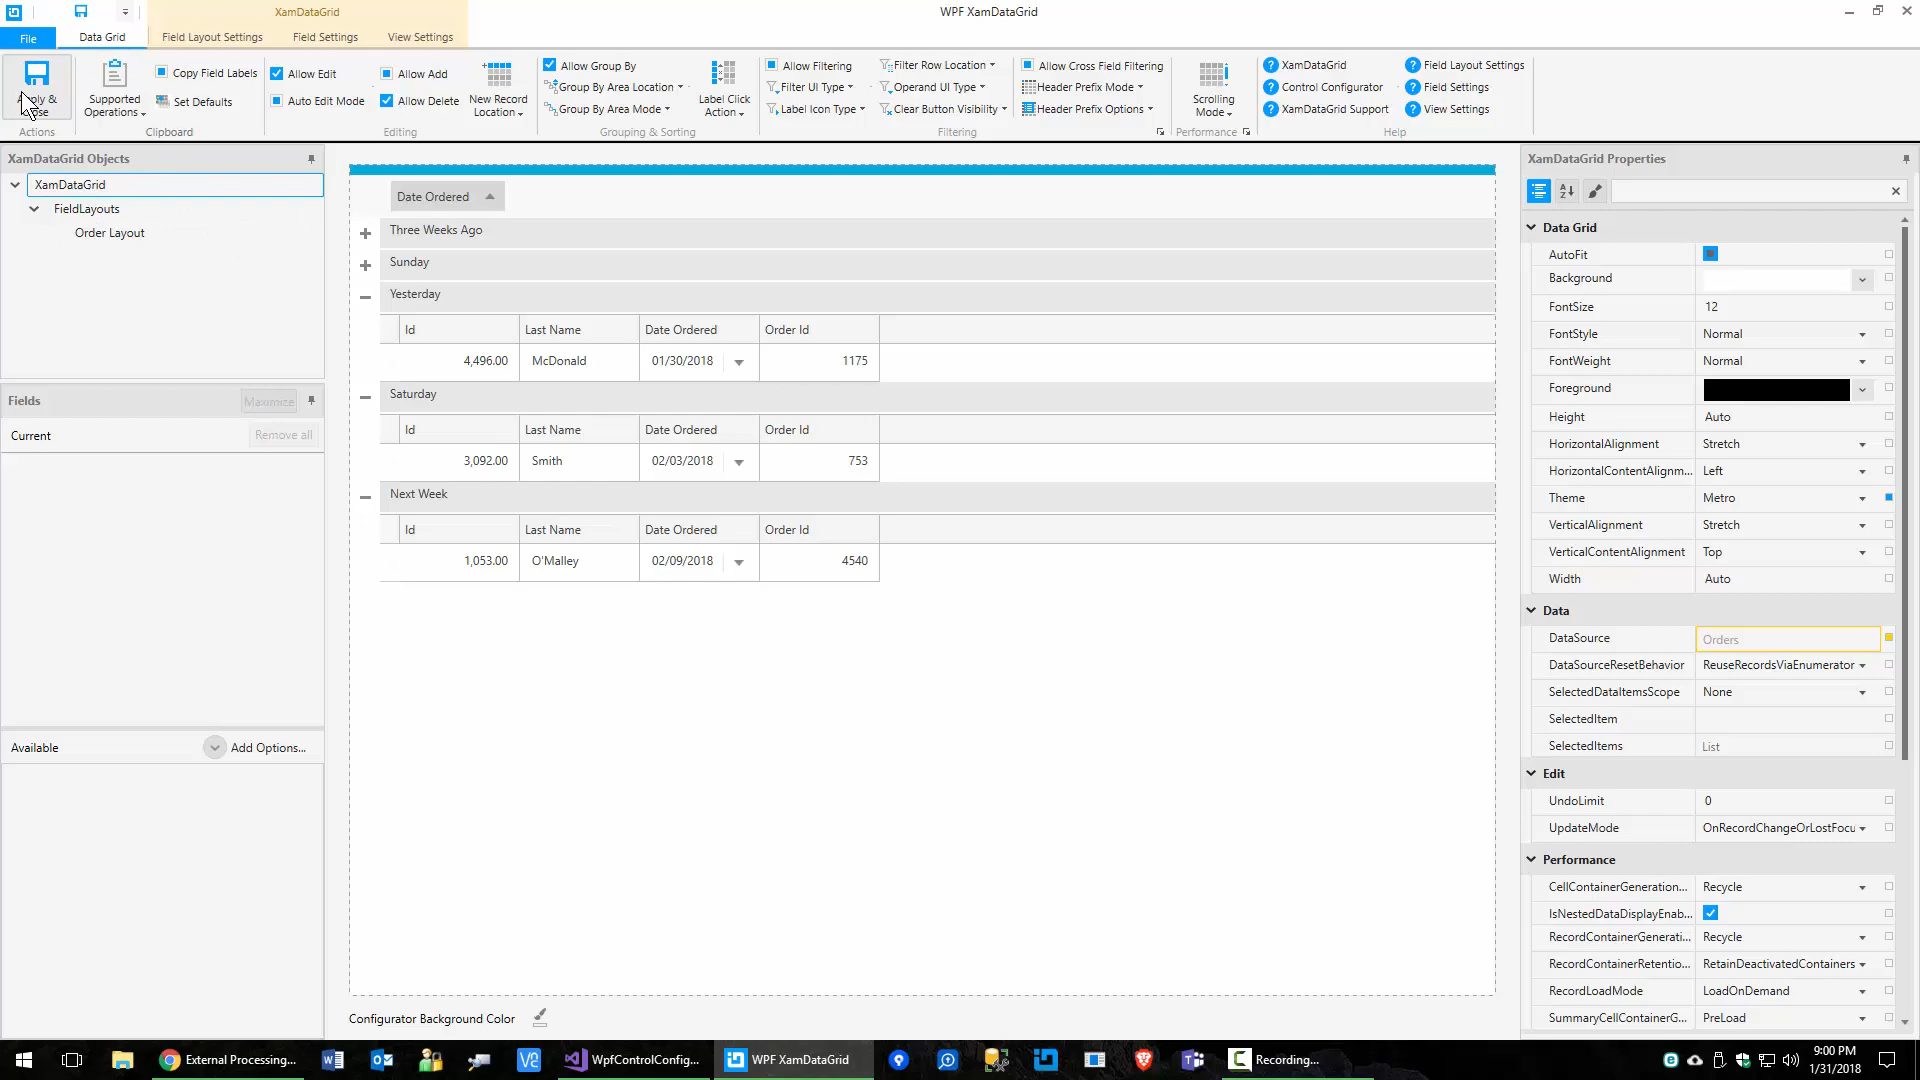 XamDataGrid
WPF XamDataGrid
File
Data Grid
Field Layout Settings
Field Settings
View Settings
Supported
Operations
Copy Field Labels
Set Defaults
Allow Edit
Auto Edit Mode
Allow Add
Allow Delete
New Record
Location
Allow Group By
Group By Area Location
Group By Area Mode
Label Click
Action
Allow Filtering
Filter UI Type
Label Icon Type
Filter Row Location
Operand UI Type
Clear Button Visibility
Allow Cross Field Filtering
Header Prefix Mode
Header Prefix Options
Scrolling
Mode
XamDataGrid
Control Configurator
XamDataGrid Support
Field Layout Settings
Field Settings
View Settings
Actions
Clipboard
Editing
Grouping & Sorting
Filtering
Performance
Help
XamDataGrid Objects
XamDataGrid
FieldLayouts
Order Layout
Fields
Maximize
Current
Remove all
Available
Add Options...
Date Ordered
Three Weeks Ago
Sunday
Yesterday
Id Last Name Date Ordered Order Id
4,496.00 McDonald 01/30/2018 1175
Saturday
Id Last Name Date Ordered Order Id
3,092.00 Smith 02/03/2018 753
Next Week
Id Last Name Date Ordered Order Id
1,053.00 O'Malley 02/09/2018 4540
Configurator Background Color
XamDataGrid Properties
Data Grid
AutoFit
Background
FontSize 12
FontStyle Normal
FontWeight Normal
Foreground
Height Auto
HorizontalAlignment Stretch
HorizontalContentAlignm... Left
Theme Metro
VerticalAlignment Stretch
VerticalContentAlignment Top
Width Auto
Data
DataSource Orders
DataSourceResetBehavior ReuseRecordsViaEnumerator
SelectedDataItemsScope None
SelectedItem
SelectedItems List
Edit
UndoLimit 0
UpdateMode OnRecordChangeOrLostFocu
Performance
CellContainerGeneration... Recycle
IsNestedDataDisplayEnab...
RecordContainerGenerati... Recycle
RecordContainerRetentio... RetainDeactivatedContainers
RecordLoadMode LoadOnDemand
SummaryCellContainerG... PreLoad
External Processing...
WpfControlConfig...
WPF XamDataGrid
Recording...
9:00 PM
1/31/2018